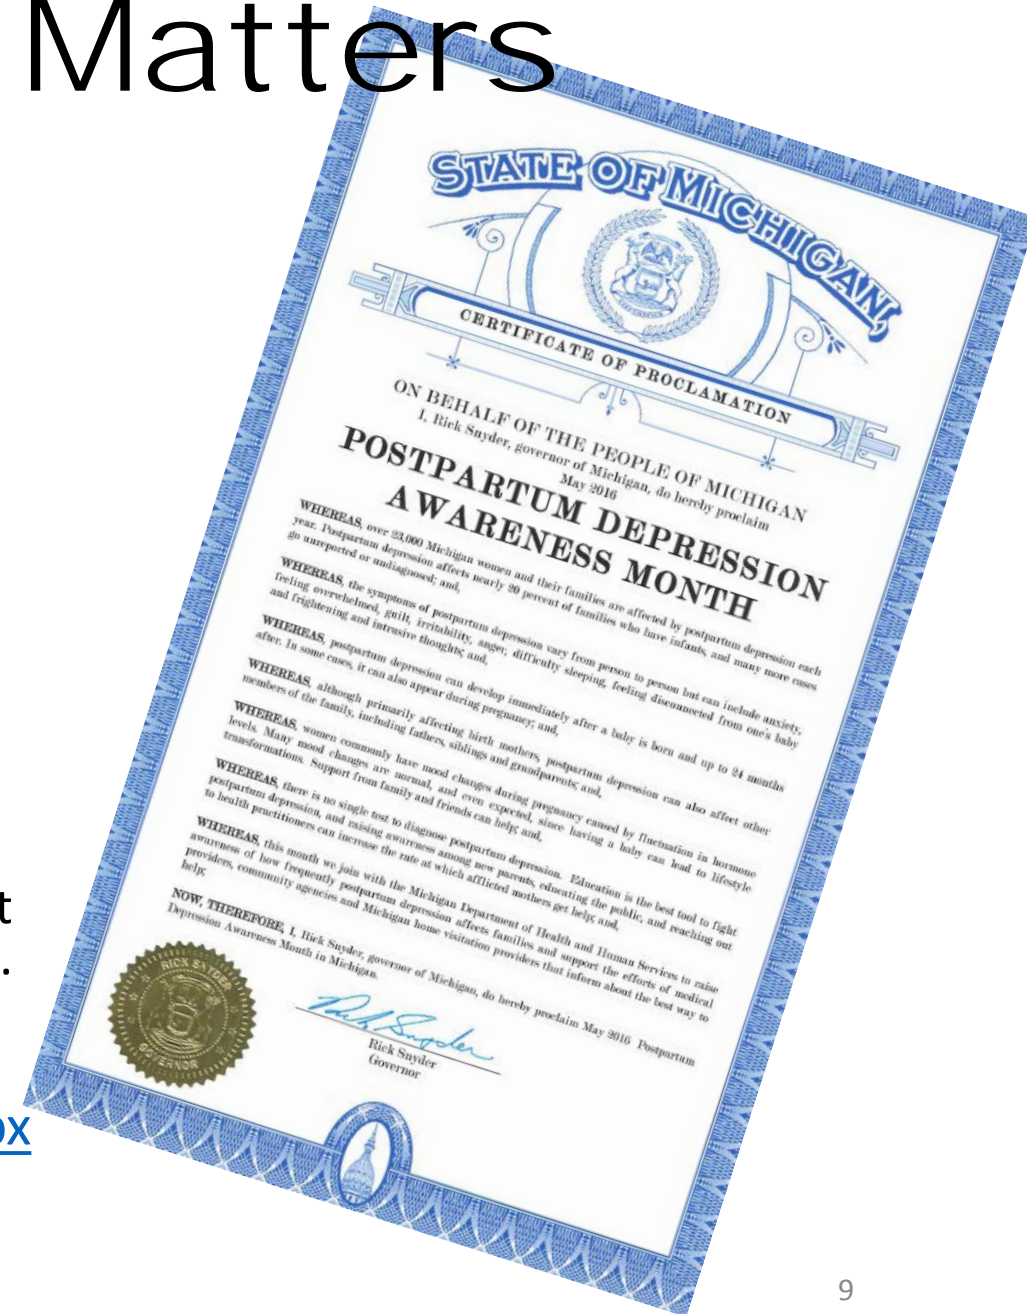 Matters
STATE OF MICHIGAN,
CERTIFICATE OF PROCLAMATION
ON BEHALF OF THE PEOPLE OF MICHIGAN
I, Rick Snyder, governor of Michigan, do hereby proclaim
May 2016
POSTPARTUM DEPRESSION
AWARENESS MONTH
WHEREAS, over 23,000 Michigan women and their families are affected by postpartum depression each
year. Postpartum depression affects nearly 20 percent of families who have infants, and many more cases
go unreported or undiagnosed; and,
WHEREAS, the symptoms of postpartum depression vary from person to person but can include anxiety,
feeling overwhelmed, guilt, irritability, anger, difficulty sleeping, feeling disconnected from one's baby
and frightening and intrusive thoughts; and,
WHEREAS, postpartum depression can develop immediately after a baby is born and up to 24 months
after. In some cases, it can also appear during pregnancy; and,
WHEREAS, although primarily affecting birth mothers, postpartum depression can also affect other
members of the family, including fathers, siblings and grandparents; and,
WHEREAS, women commonly have mood changes during pregnancy caused by fluctuation in hormone
levels. Many mood changes are normal, and even expected, since having a baby can lead to lifestyle
transformations. Support from family and friends can help; and,
WHEREAS, there is no single test to diagnose postpartum depression. Education is the best tool to fight
postpartum depression, and raising awareness among new parents, educating the public, and reaching out
to health practitioners can increase the rate at which afflicted mothers get help; and,
WHEREAS, this month we join with the Michigan Department of Health and Human Services to raise
awareness of how frequently postpartum depression affects families and support the efforts of medical
providers, community agencies and Michigan home visitation providers that inform about the best way to
help;
NOW, THEREFORE, I, Rick Snyder, governor of Michigan, do hereby proclaim May 2016 Postpartum
Depression Awareness Month in Michigan.
RICK SNYDER
GOVERNOR
Rick Snyder
Rick Snyder
Governor
t
.
ox
9